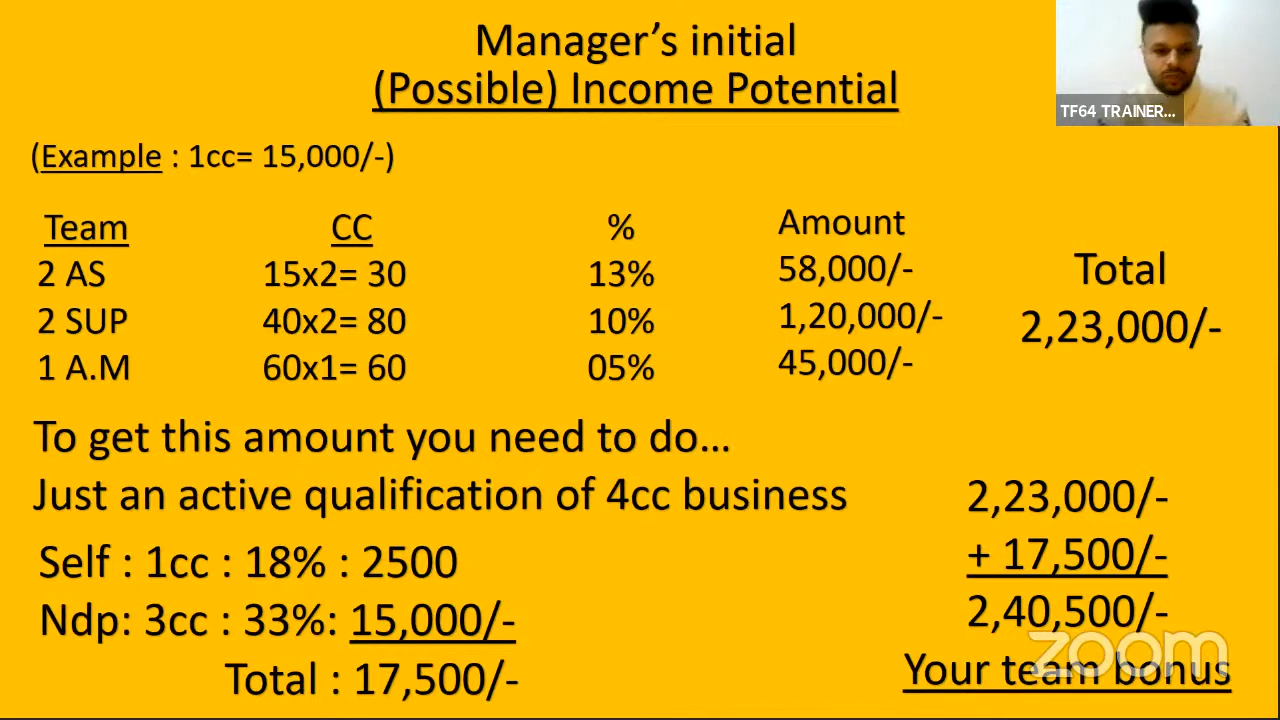 Manager’s initial
(Possible) Income Potential
TF64 TRAINER...
(Example : 1cc= 15,000/-)
Team CC % Amount
2 AS 15x2= 30 13% 58,000/-
2 SUP 40x2= 80 10% 1,20,000/-
1 A.M 60x1= 60 05% 45,000/-
Total
2,23,000/-
To get this amount you need to do...
Just an active qualification of 4cc business
Self : 1cc : 18% : 2500
Ndp: 3cc : 33%: 15,000/-
Total : 17,500/-
2,23,000/-
+ 17,500/-
2,40,500/-
Your team bonus
zoom